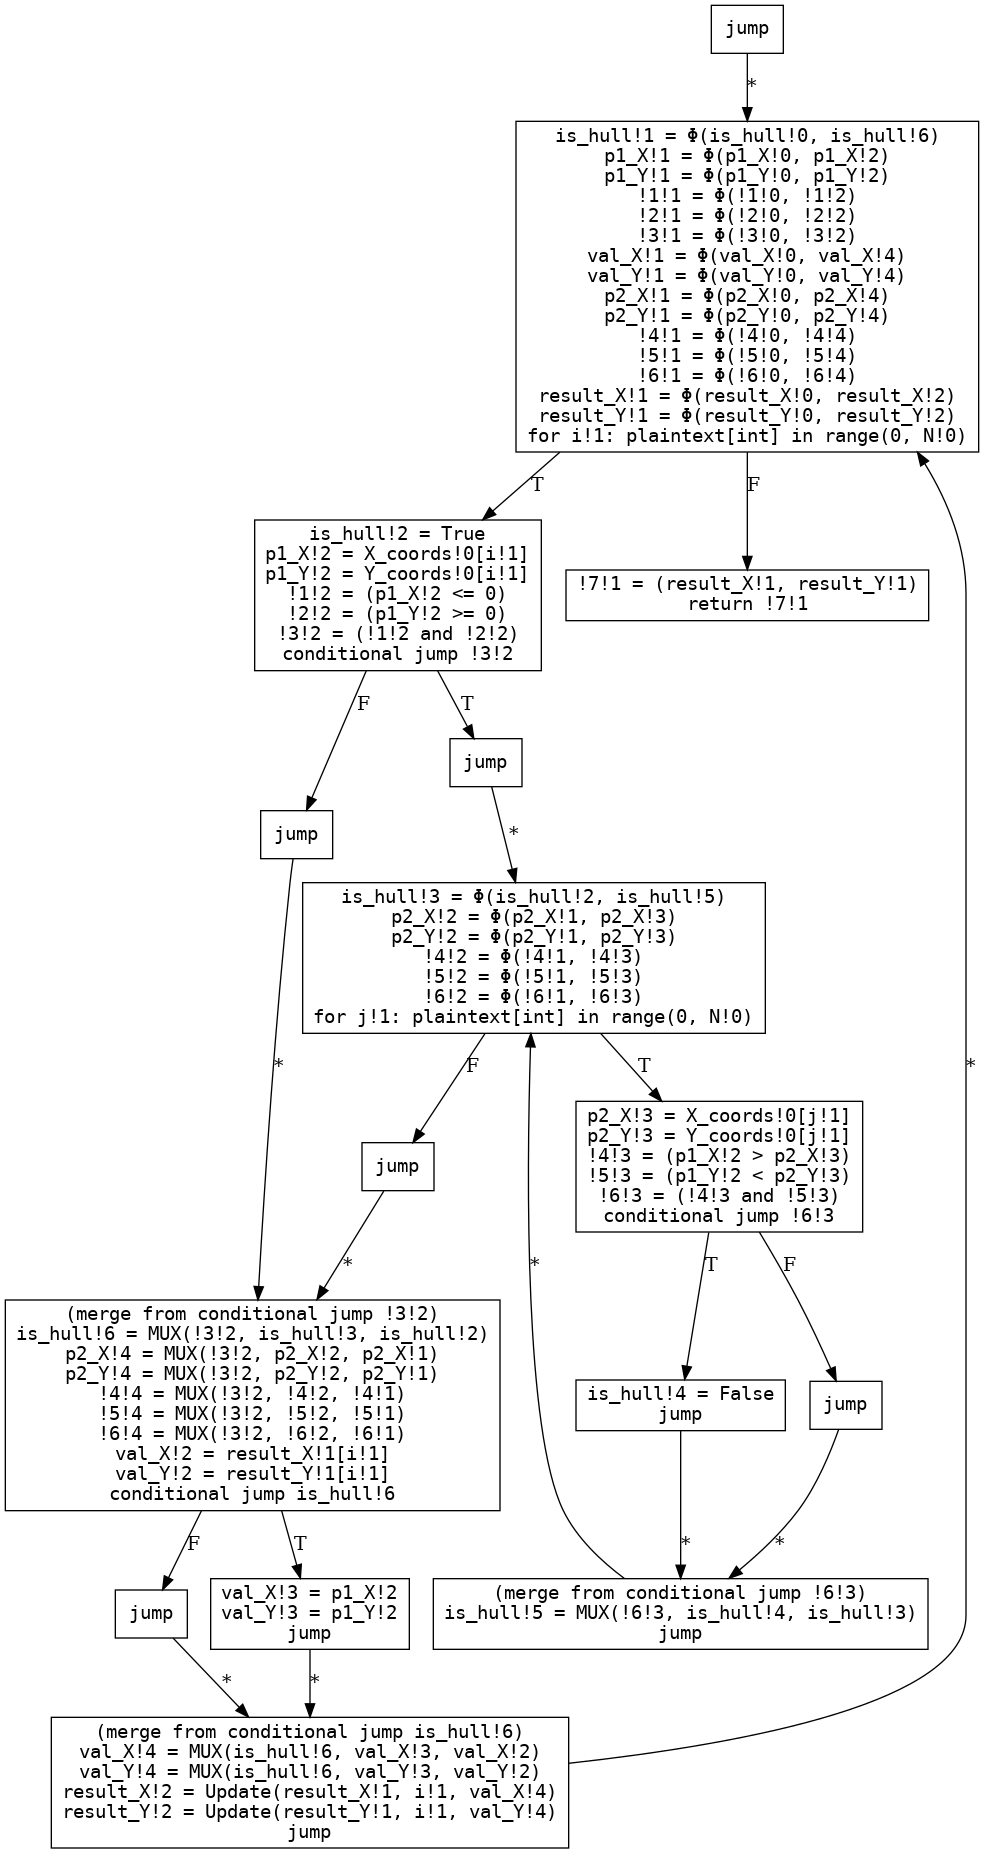 jump
*
is_hull!1 = Φ(is_hull!0, is_hull!6)
p1_X!1 = Φ(p1_X!0, p1_X!2)
p1_Y!1 = Φ(p1_Y!0, p1_Y!2)
!1!1 = Φ(!1!0, !1!2)
!2!1 = Φ(!2!0, !2!2)
!3!1 = Φ(!3!0, !3!2)
val_X!1 = Φ(val_X!0, val_X!4)
val_Y!1 = Φ(val_Y!0, val_Y!4)
p2_X!1 = Φ(p2_X!0, p2_X!4)
p2_Y!1 = Φ(p2_Y!0, p2_Y!4)
!4!1 = Φ(!4!0, !4!4)
!5!1 = Φ(!5!0, !5!4)
!6!1 = Φ(!6!0, !6!4)
result_X!1 = Φ(result_X!0, result_X!2)
result_Y!1 = Φ(result_Y!0, result_Y!2)
for i!1: plaintext[int] in range(0, N!0)
T
F
is_hull!2 = True
p1_X!2 = X_coords!0[i!1]
p1_Y!2 = Y_coords!0[i!1]
!1!2 = (p1_X!2 <= 0)
!2!2 = (p1_Y!2 >= 0)
!3!2 = (!1!2 and !2!2)
conditional jump !3!2
!7!1 = (result_X!1, result_Y!1)
return !7!1
F
T
jump
jump
*
is_hull!3 = Φ(is_hull!2, is_hull!5)
p2_X!2 = Φ(p2_X!1, p2_X!3)
p2_Y!2 = Φ(p2_Y!1, p2_Y!3)
!4!2 = Φ(!4!1, !4!3)
!5!2 = Φ(!5!1, !5!3)
!6!2 = Φ(!6!1, !6!3)
for j!1: plaintext[int] in range(0, N!0)
*
F
T
*
jump
p2_X!3 = X_coords!0[j!1]
p2_Y!3 = Y_coords!0[j!1]
!4!3 = (p1_X!2 > p2_X!3)
!5!3 = (p1_Y!2 < p2_Y!3)
!6!3 = (!4!3 and !5!3)
conditional jump !6!3
*
*
T
F
(merge from conditional jump !3!2)
is_hull!6 = MUX(!3!2, is_hull!3, is_hull!2)
p2_X!4 = MUX(!3!2, p2_X!2, p2_X!1)
p2_Y!4 = MUX(!3!2, p2_Y!2, p2_Y!1)
!4!4 = MUX(!3!2, !4!2, !4!1)
!5!4 = MUX(!3!2, !5!2, !5!1)
!6!4 = MUX(!3!2, !6!2, !6!1)
val_X!2 = result_X!1[i!1]
val_Y!2 = result_Y!1[i!1]
conditional jump is_hull!6
is_hull!4 = False
jump
jump
F
T
*
*
jump
val_X!3 = p1_X!2
val_Y!3 = p1_Y!2
jump
(merge from conditional jump !6!3)
is_hull!5 = MUX(!6!3, is_hull!4, is_hull!3)
jump
*
*
(merge from conditional jump is_hull!6)
val_X!4 = MUX(is_hull!6, val_X!3, val_X!2)
val_Y!4 = MUX(is_hull!6, val_Y!3, val_Y!2)
result_X!2 = Update(result_X!1, i!1, val_X!4)
result_Y!2 = Update(result_Y!1, i!1, val_Y!4)
jump